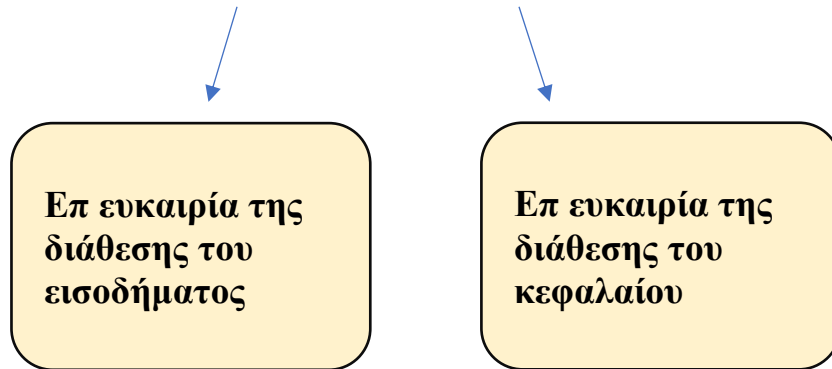 Επ ευκαιρία της
διάθεσης του
εισοδήματος
Επ ευκαιρία της
διάθεσης του
κεφαλαίου